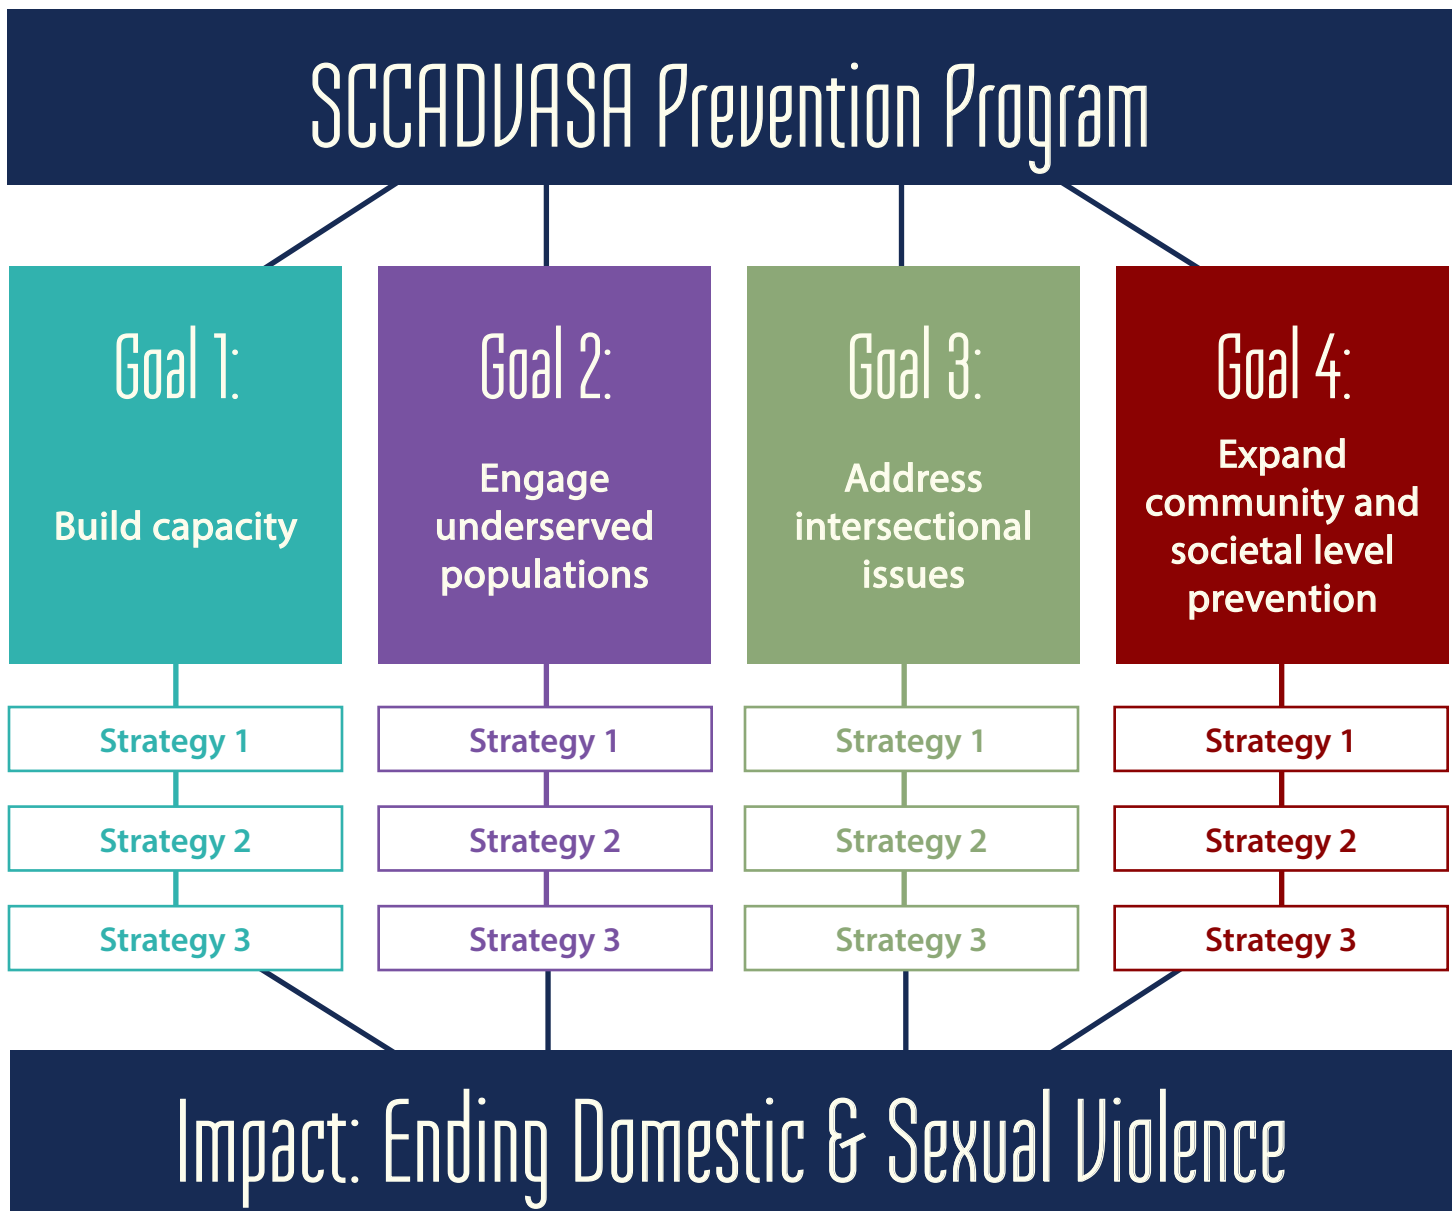 SCCADVASA Prevention Program
Goal 1:
Build capacity
Goal 2:
Engage
underserved
populations
Goal 3:
Address
intersectional
issues
Goal 4:
Expand
community and
societal level
prevention
Strategy 1
Strategy 2
Strategy 3
Strategy 1
Strategy 2
Strategy 3
Strategy 1
Strategy 2
Strategy 3
Strategy 1
Strategy 2
Strategy 3
Impact: Ending Domestic & Sexual Violence